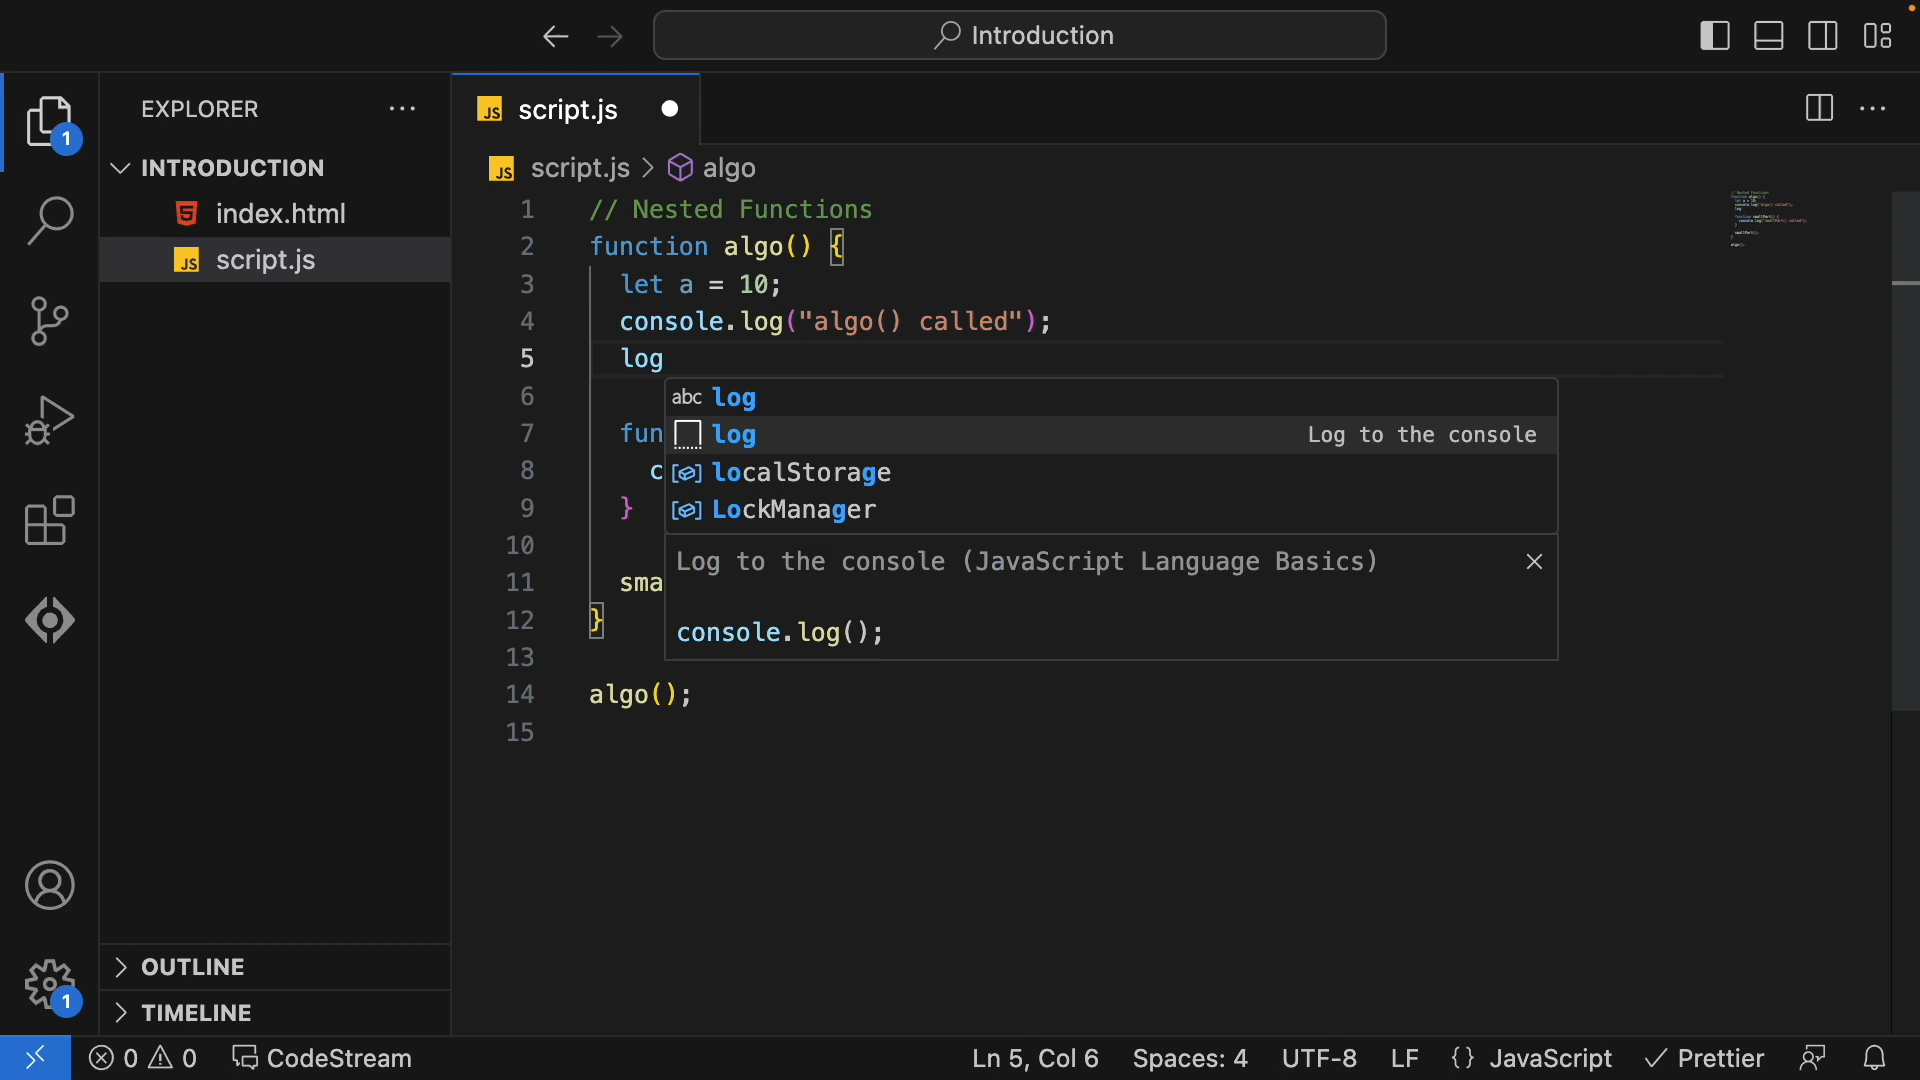 Introduction
EXPLORER
INTRODUCTION
index.html
script.js
OUTLINE
TIMELINE
script.js
script.js > algo
1 // Nested Functions
2 function algo() {
3 let a = 10;
4 console.log("algo() called");
5 log
6
7 fun
8 c
9 }
10
11 sma
12 }
13
14 algo();
15
abc log
log Log to the console
localStorage
LockManager
Log to the console (JavaScript Language Basics)
console.log();
1
1
0 0 CodeStream Ln 5, Col 6 Spaces: 4 UTF-8 LF {} JavaScript Prettier